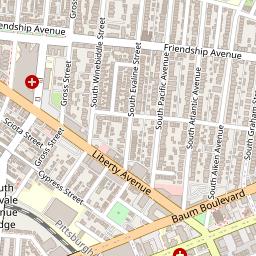 Friendship Avenue
Friendship Avenue
Gross Street
Gross Street
South Winebiddle Street
South Evaline Street
South Pacific Avenue
South Atlantic Avenue
South Aiken Avenue
South Graham
Sciota Street
Cypress Street
Liberty Avenue
Baum Boulevard
Pittsburgh
South
Avenue